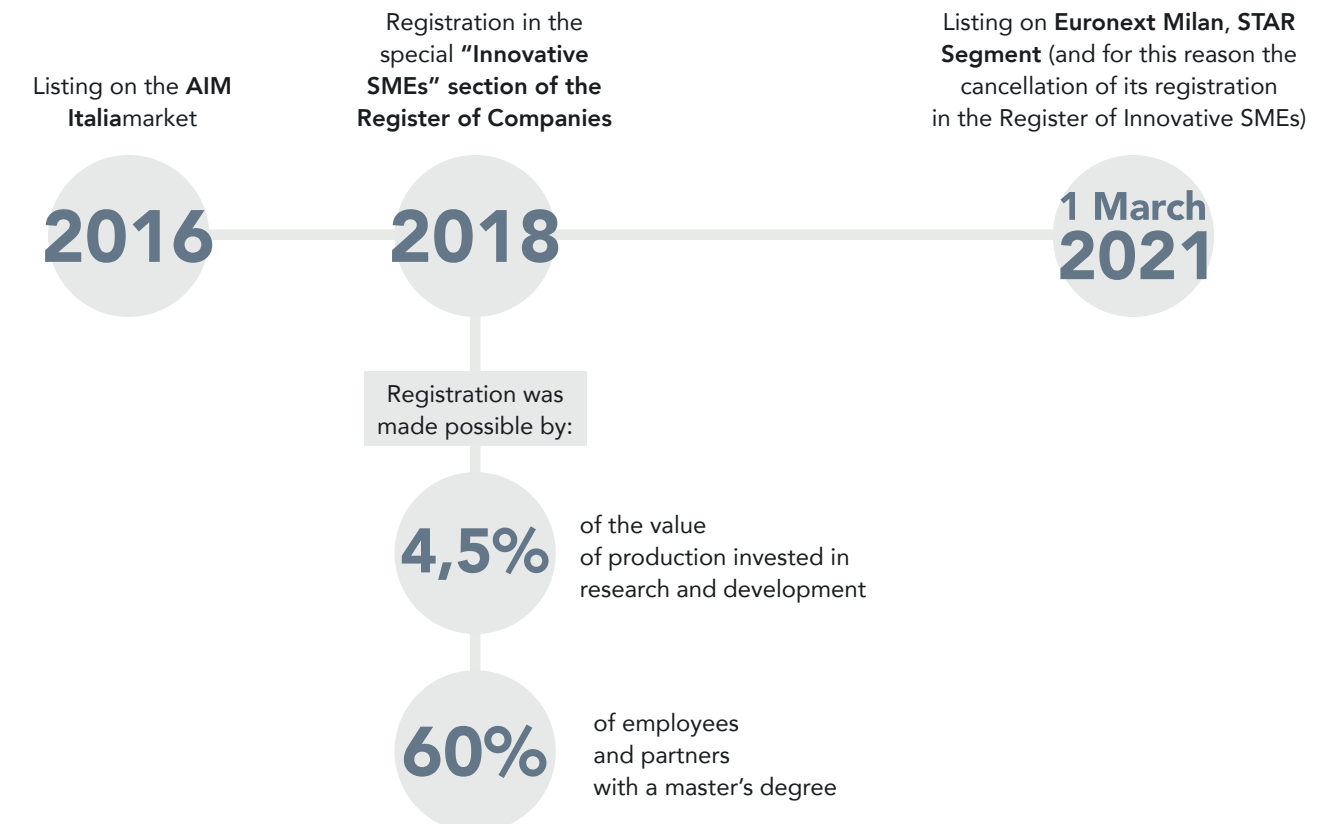 Listing on the AIM
Italiamarket
2016
Registration in the
special “Innovative
SMEs” section of the
Register of Companies
2018
Listing on Euronext Milan, STAR
Segment (and for this reason the
cancellation of its registration
in the Register of Innovative SMEs)
1 March
2021
Registration was
made possible by:
4,5%
of the value
of production invested in
research and development
60%
of employees
and partners
with a master’s degree